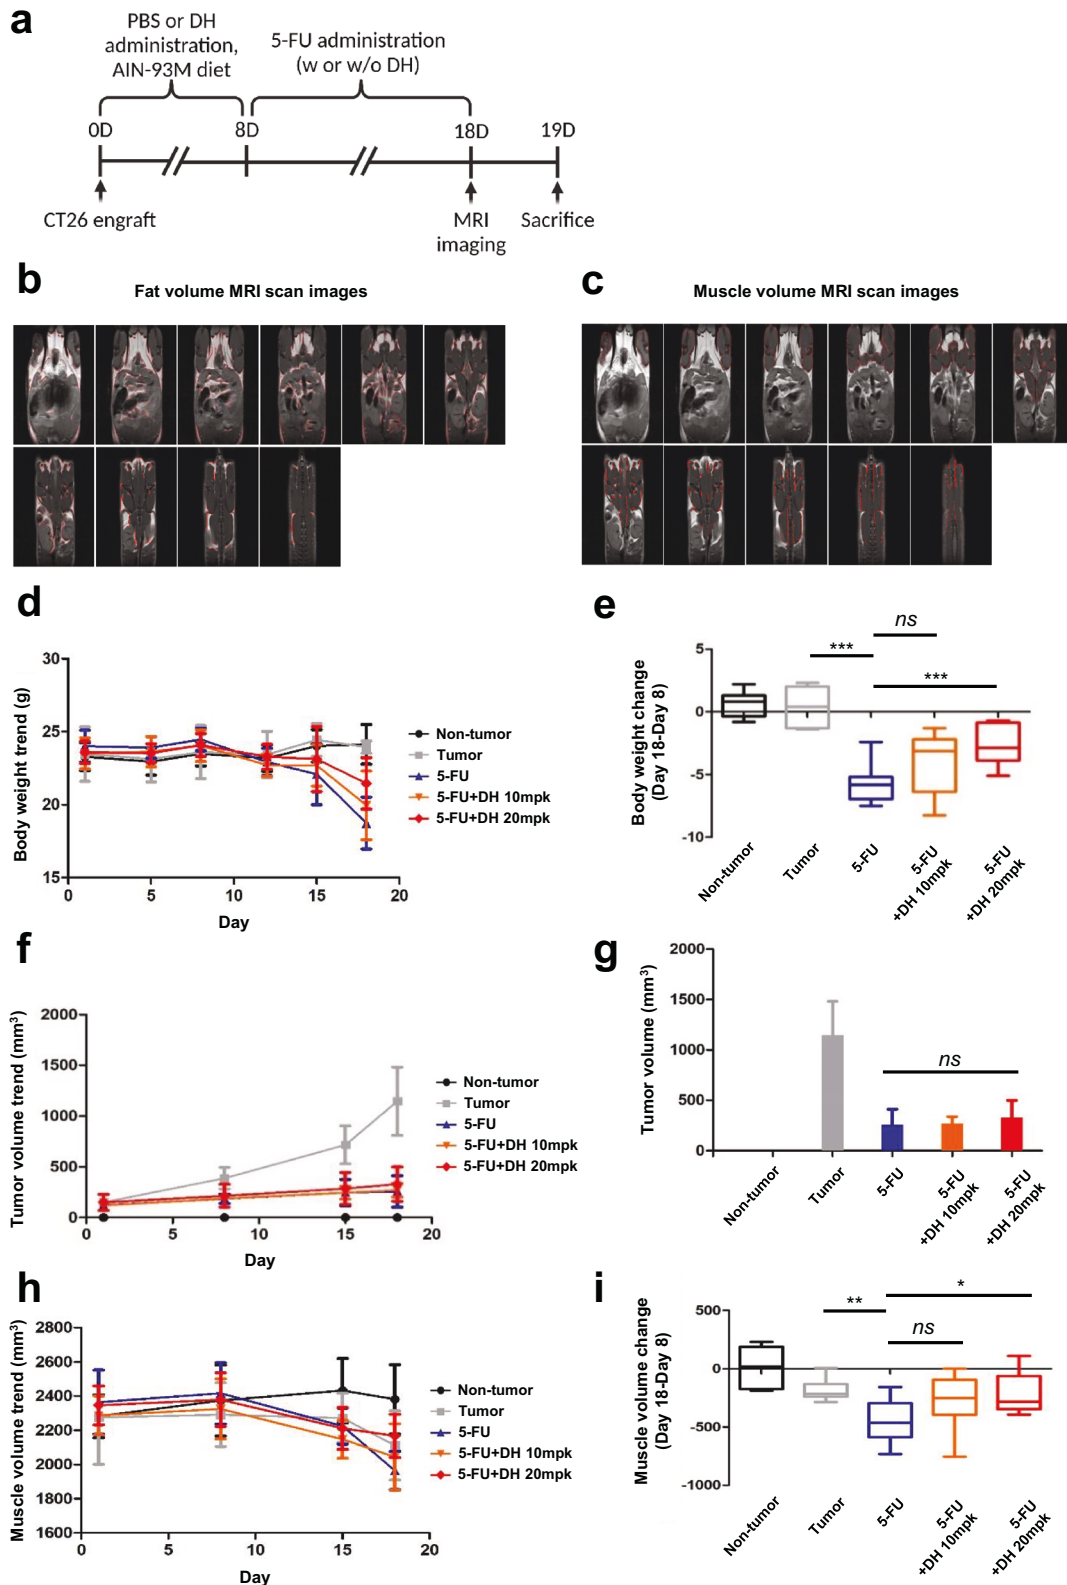 a
PBS or DH
administration,
AIN-93M diet
5-FU administration
(w or w/o DH)
0D
8D
18D
19D
CT26 engraft
MRI
imaging
Sacrifice
b
Fat volume MRI scan images
c
Muscle volume MRI scan images
d
Body weight trend (g)
30
25
20
15
0
5
10
15
20
Day
Non-tumor
Tumor
5-FU
5-FU+DH 10mpk
5-FU+DH 20mpk
e
Body weight change
(Day 18-Day 8)
5
0
-5
-10
***
ns
***
Non-tumor
Tumor
5-FU
5-FU
+DH 10mpk
5-FU
+DH 20mpk
f
Tumor volume trend (mm³)
2000
1500
1000
500
0
0
5
10
15
20
Day
Non-tumor
Tumor
5-FU
5-FU+DH 10mpk
5-FU+DH 20mpk
g
Tumor volume (mm³)
2000
1500
1000
500
0
ns
Non-tumor
Tumor
5-FU
5-FU
+DH 10mpk
5-FU
+DH 20mpk
h
Muscle volume trend (mm³)
2800
2600
2400
2200
2000
1800
1600
0
5
10
15
20
Day
Non-tumor
Tumor
5-FU
5-FU+DH 10mpk
5-FU+DH 20mpk
i
Muscle volume change
(Day 18-Day 8)
500
0
-500
-1000
**
*
ns
Non-tumor
Tumor
5-FU
5-FU
+DH 10mpk
5-FU
+DH 20mpk